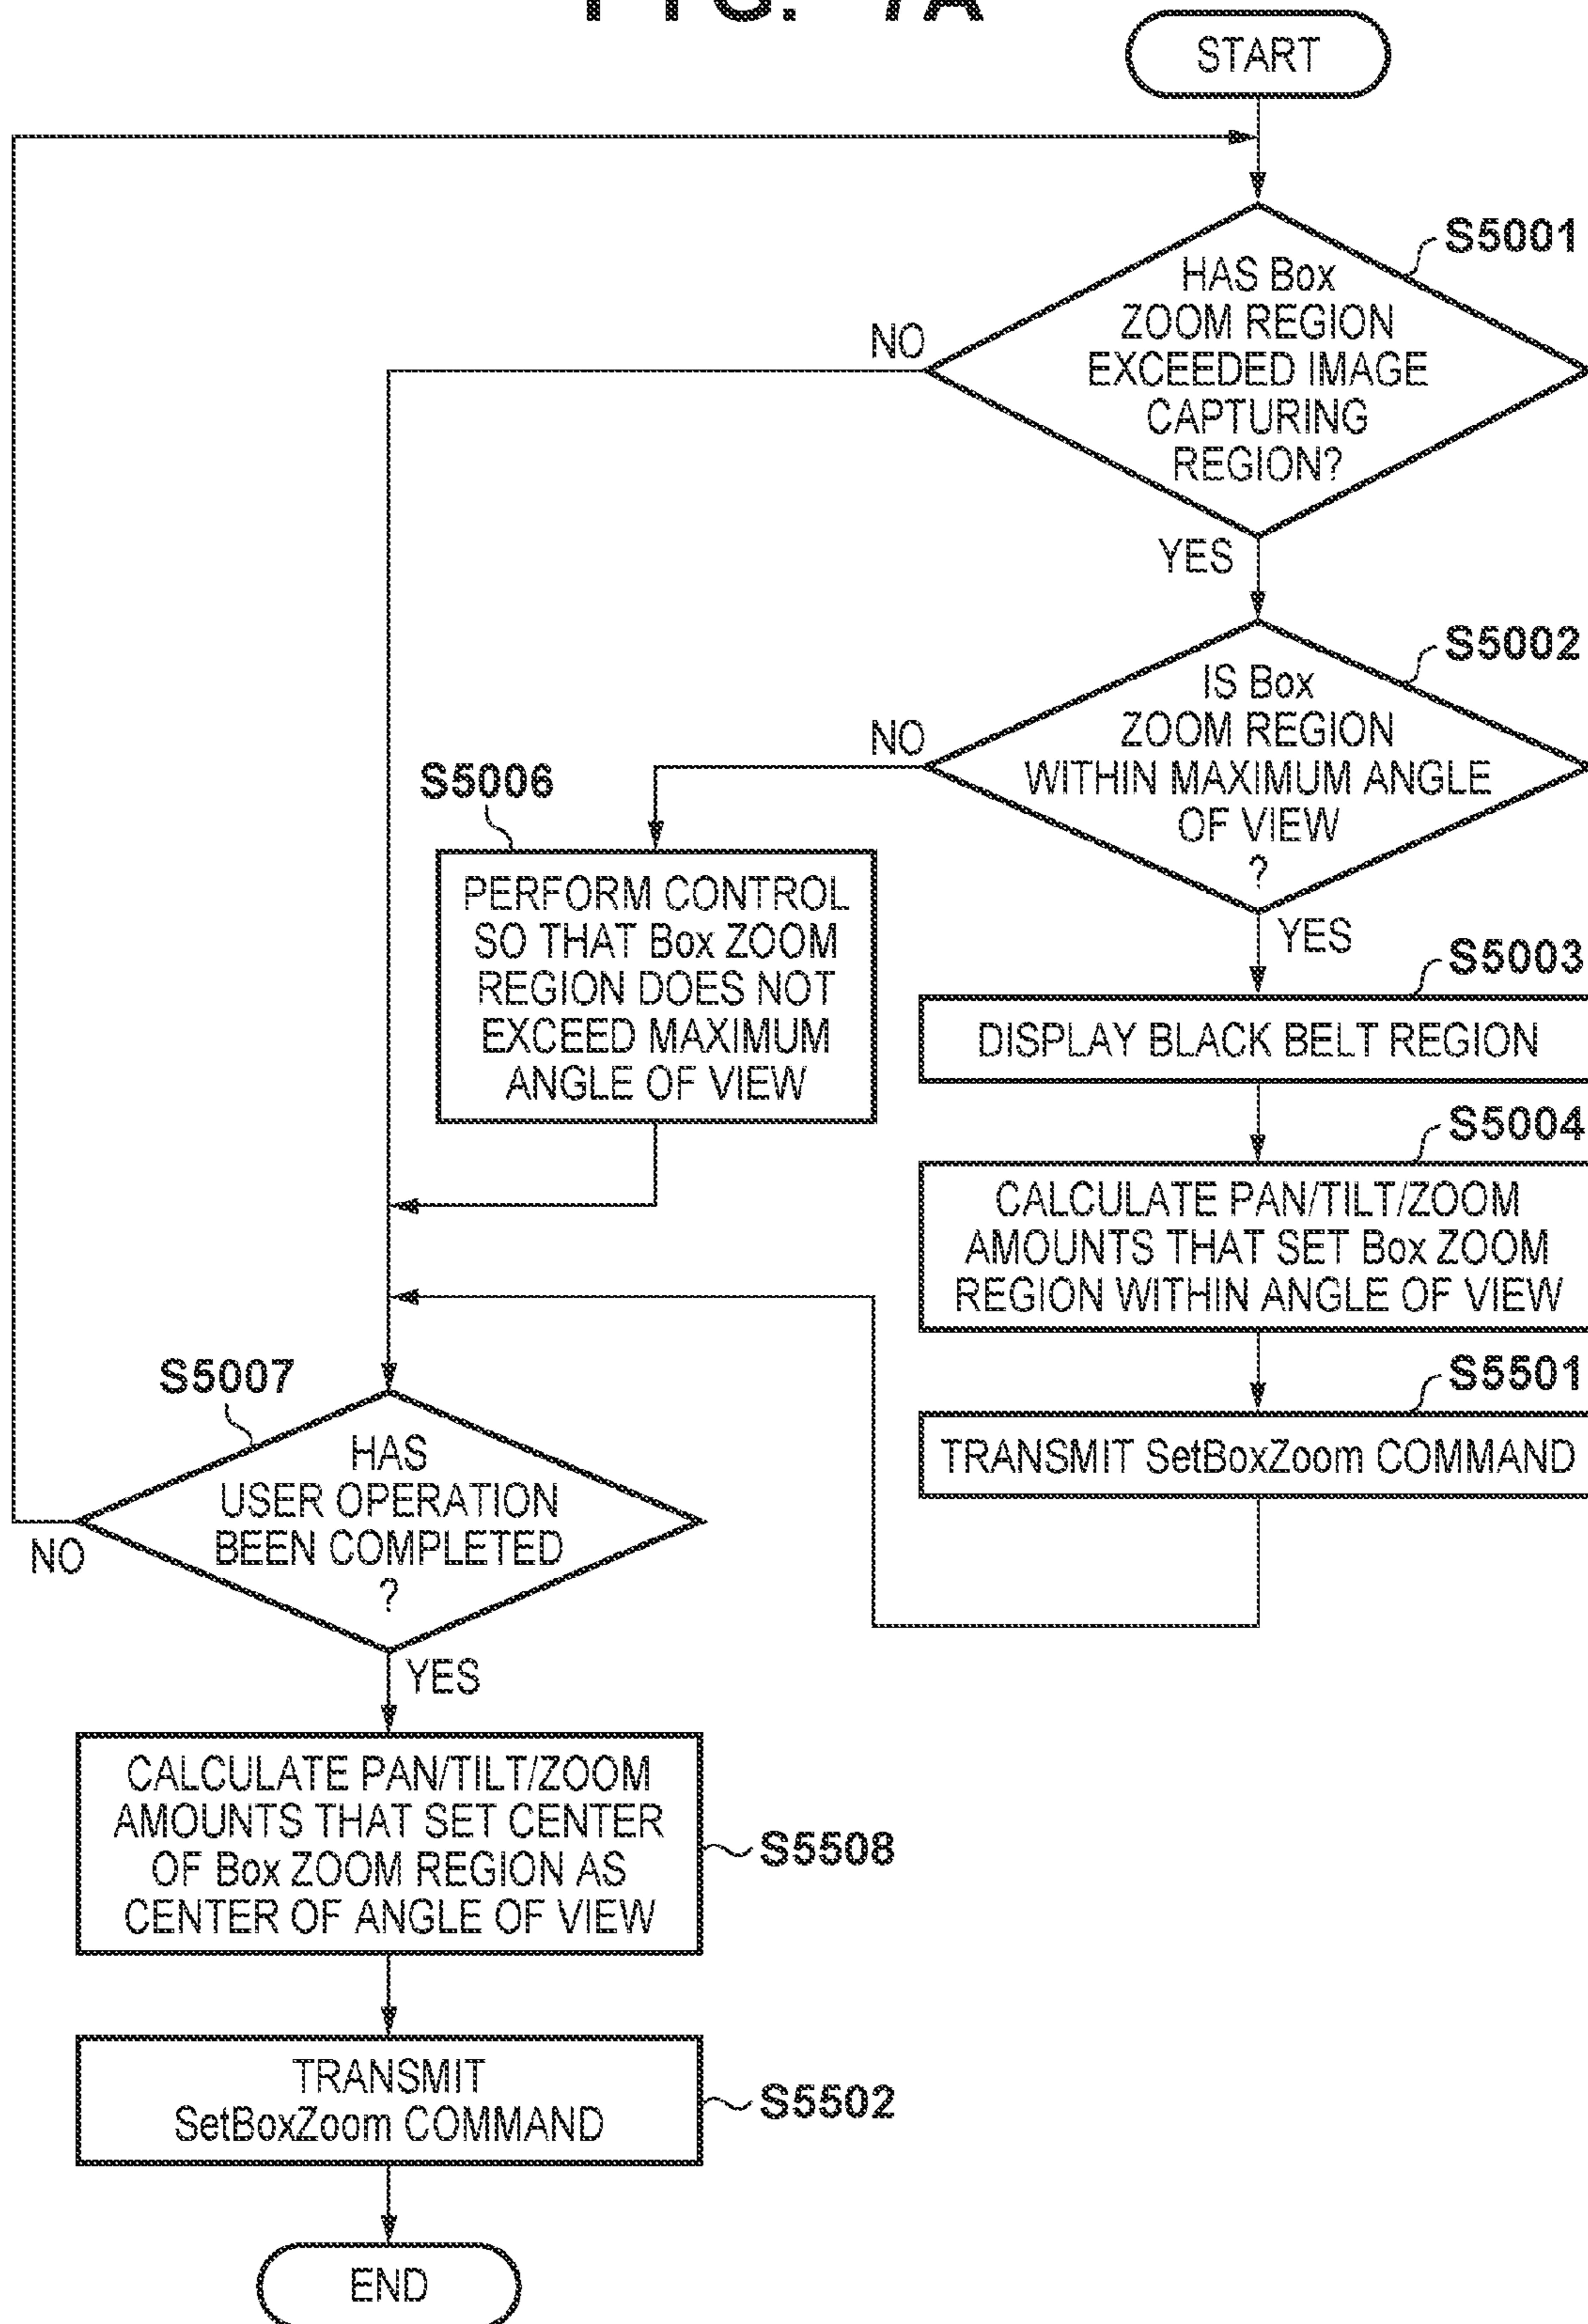 START
S5001
HAS Box
ZOOM REGION
EXCEEDED IMAGE
CAPTURING
REGION?
NO
YES
S5002
IS Box
ZOOM REGION
WITHIN MAXIMUM ANGLE
OF VIEW
?
NO
YES
S5006
PERFORM CONTROL
SO THAT Box ZOOM
REGION DOES NOT
EXCEED MAXIMUM
ANGLE OF VIEW
S5003
DISPLAY BLACK BELT REGION
S5004
CALCULATE PAN/TILT/ZOOM
AMOUNTS THAT SET Box ZOOM
REGION WITHIN ANGLE OF VIEW
S5501
TRANSMIT SetBoxZoom COMMAND
S5007
HAS
USER OPERATION
BEEN COMPLETED
?
NO
YES
CALCULATE PAN/TILT/ZOOM
AMOUNTS THAT SET CENTER
OF Box ZOOM REGION AS
CENTER OF ANGLE OF VIEW
S5508
TRANSMIT
SetBoxZoom COMMAND
S5502
END